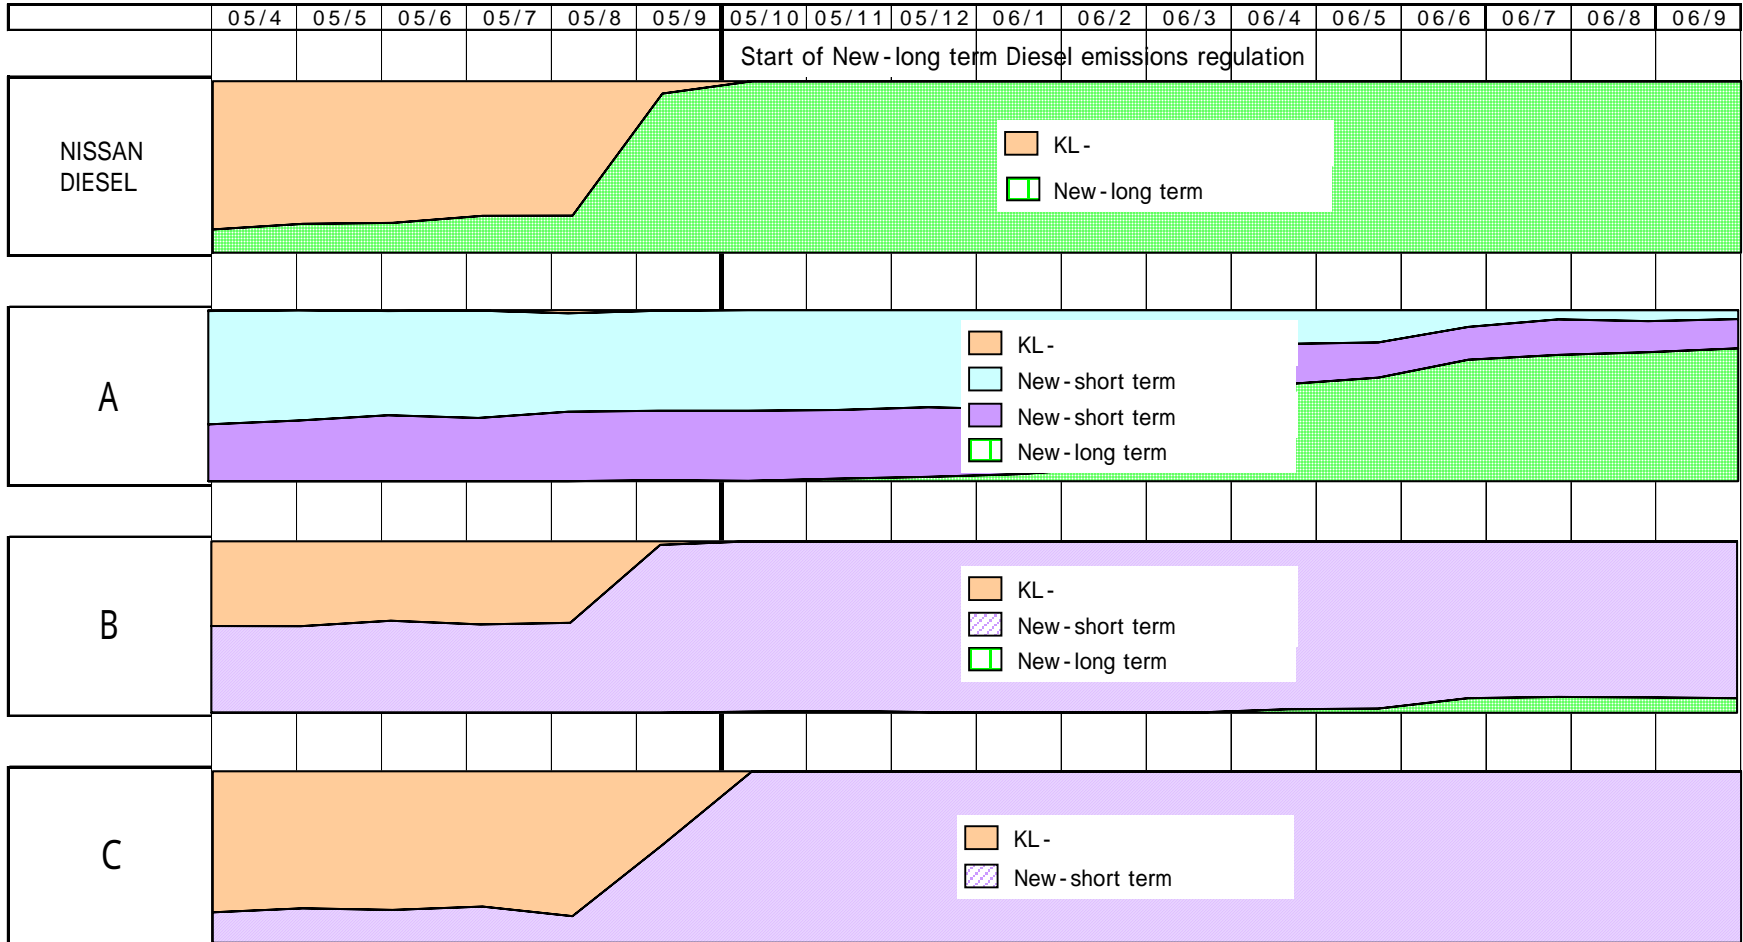 05/4 05/5 05/6 05/7 05/8 05/9 05/10 05/11 05/12 06/1 06/2 06/3 06/4 06/5 06/6 06/7 06/8 06/9
Start of New-long term Diesel emissions regulation
NISSAN
DIESEL
KL-
New-long term
A
KL-
New-short term
New-short term
New-long term
B
KL-
New-short term
New-long term
C
KL-
New-short term